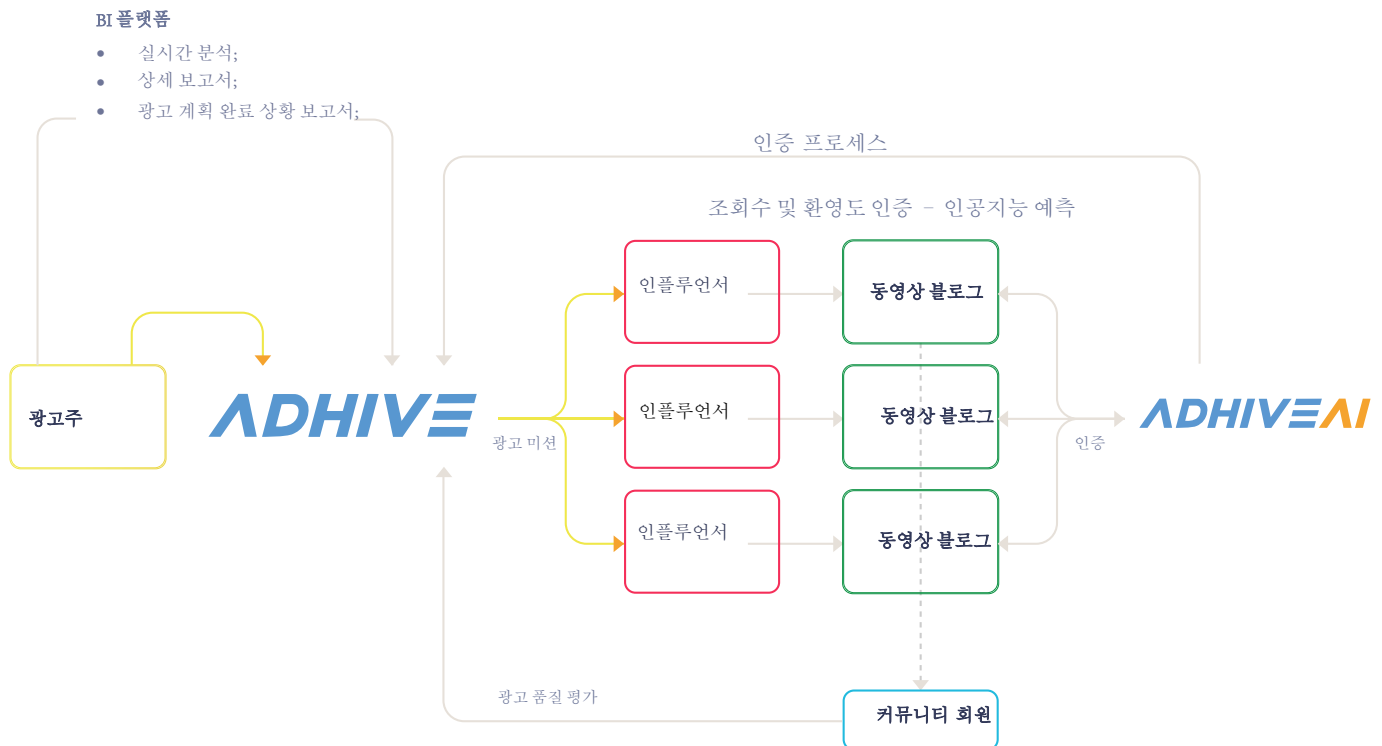 BI 플랫폼
• 실시간 분석;
• 상세 보고서;
• 광고 계획 완료 상황 보고서;
인증 프로세스
조회수 및 환영도 인증 – 인공지능 예측
인플루언서
동영상 블로그
광고주
ADHIVE
광고 미션
인플루언서
동영상 블로그
인증
ADHIVEAI
인플루언서
동영상 블로그
광고 품질 평가
커뮤니티 회원